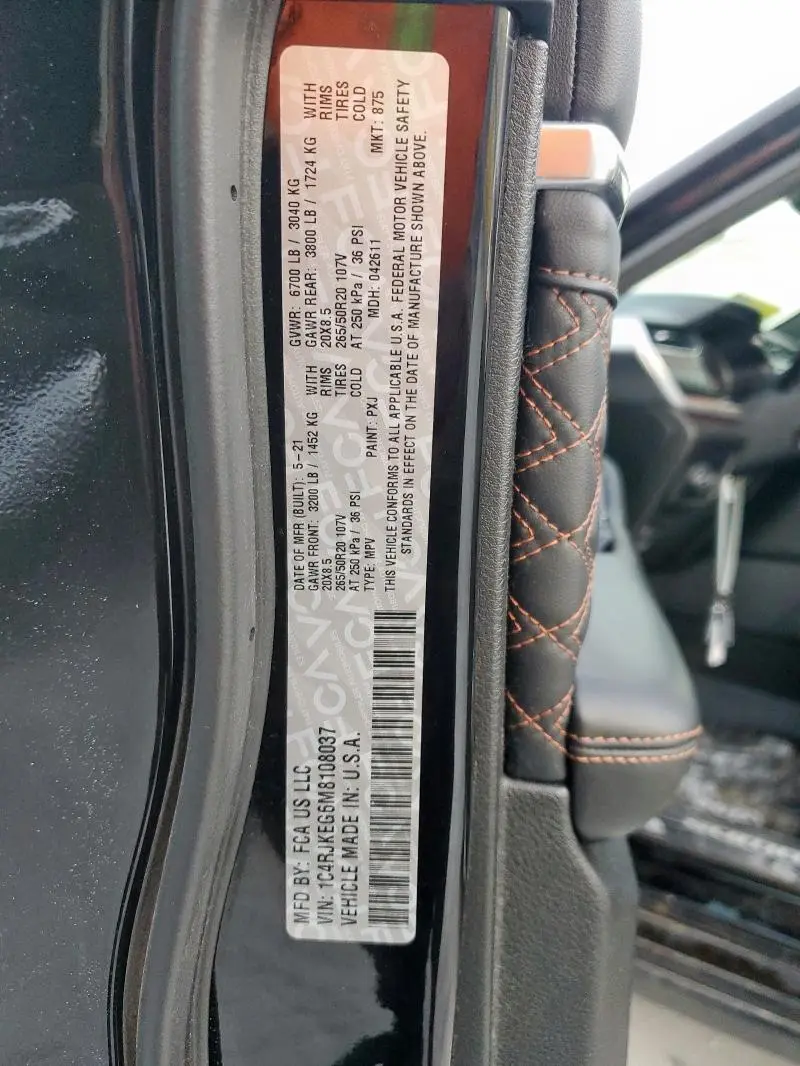 MFD BY: FCA US LLC
VIN: 1C4RJKEG5M8108037
VEHICLE MADE IN: U.S.A.
DATE OF MFR (BUILT): 5-21 GVWR: 6700 LB / 3040 KG
GAWR FRONT: 3200 LB / 1452 KG WITH GAWR REAR: 3800 LB / 1724 KG WITH
20X8.5 RIMS 20X8.5 RIMS
265/50R20 107V TIRES 265/50R20 107V TIRES
AT 250 kPa / 36 PSI COLD AT 250 kPa / 36 PSI COLD
TYPE: MPV PAINT: PXJ MDH: 042611 MKT: 875
THIS VEHICLE CONFORMS TO ALL APPLICABLE U.S.A. FEDERAL MOTOR VEHICLE SAFETY
STANDARDS IN EFFECT ON THE DATE OF MANUFACTURE SHOWN ABOVE.